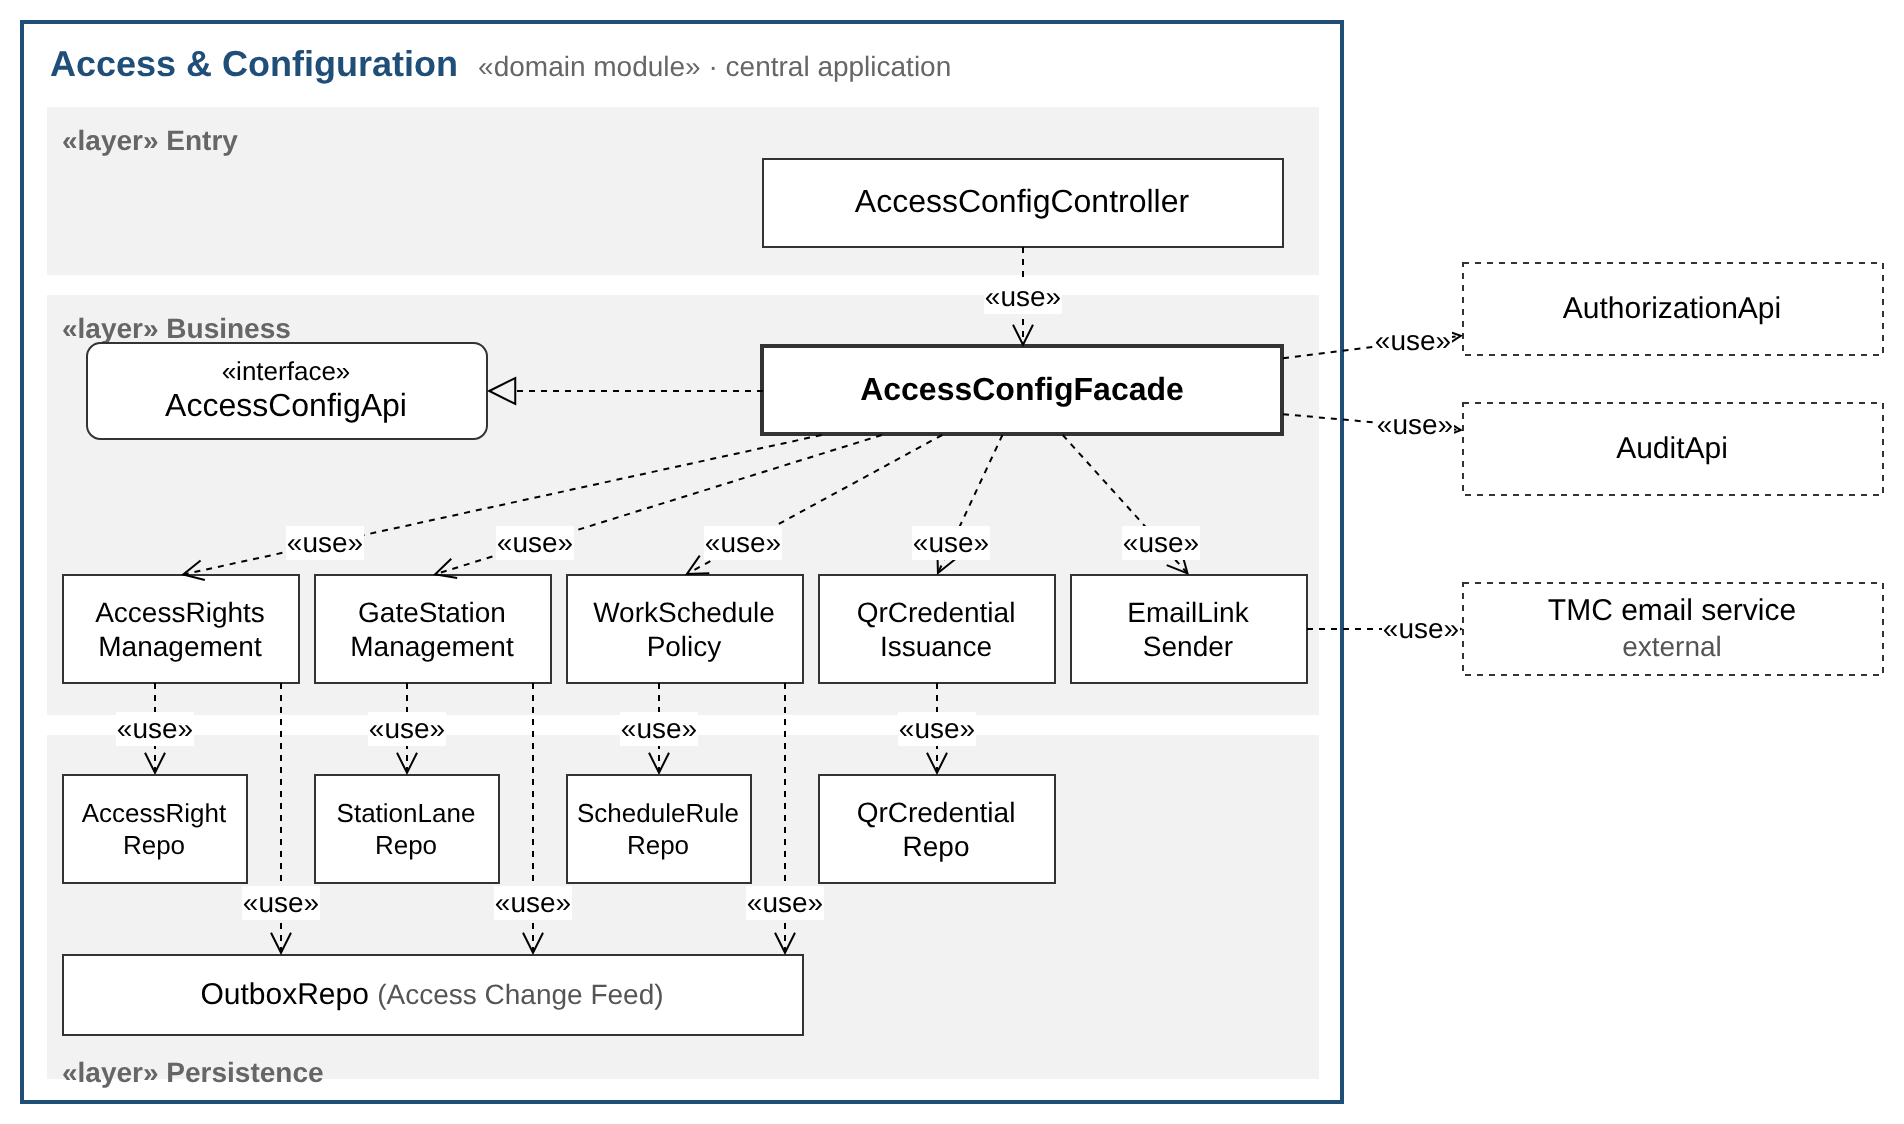 Access & Configuration «domain module» · central application
«layer» Entry
AccessConfigController
«use»
«layer» Business
«interface»
AccessConfigApi
AccessConfigFacade
«use»
AuthorizationApi
«use»
AuditApi
«use» «use» «use» «use» «use»
AccessRights
Management
GateStation
Management
WorkSchedule
Policy
QrCredential
Issuance
EmailLink
Sender
«use»
TMC email service
external
«use» «use» «use» «use»
AccessRight
Repo
StationLane
Repo
ScheduleRule
Repo
QrCredential
Repo
«use» «use» «use»
OutboxRepo (Access Change Feed)
«layer» Persistence